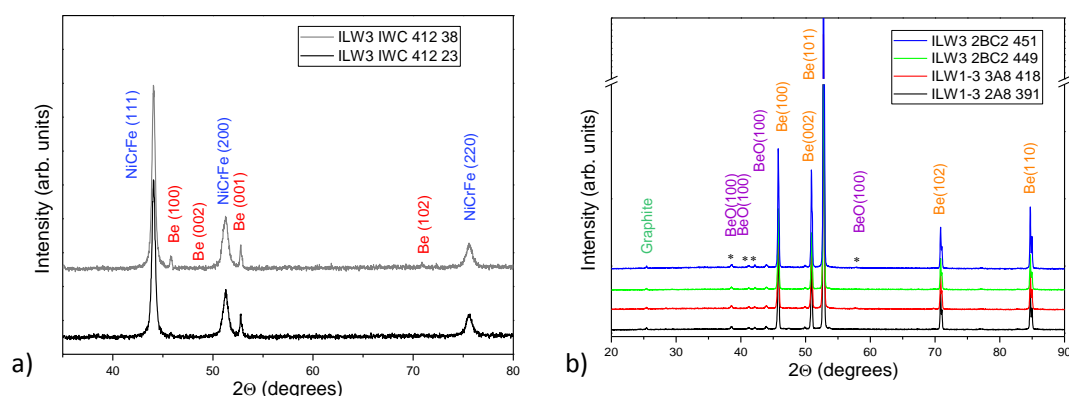 a)
Intensity (arb. units)
ILW3 IWC 412 38
ILW3 IWC 412 23
NiCrFe (111)
Be (100)
Be (002)
NiCrFe (200)
Be (001)
Be (102)
NiCrFe (220)
40 50 60 70 80
2Θ (degrees)
b)
Intensity (arb. units)
ILW3 2BC2 451
ILW3 2BC2 449
ILW1-3 3A8 418
ILW1-3 2A8 391
Graphite
BeO(100)
BeO(100)
BeO(100)
Be(100)
Be(002)
Be(101)
BeO(100)
Be(102)
Be(110)
* * * *
20 30 40 50 60 70 80 90
2Θ (degrees)